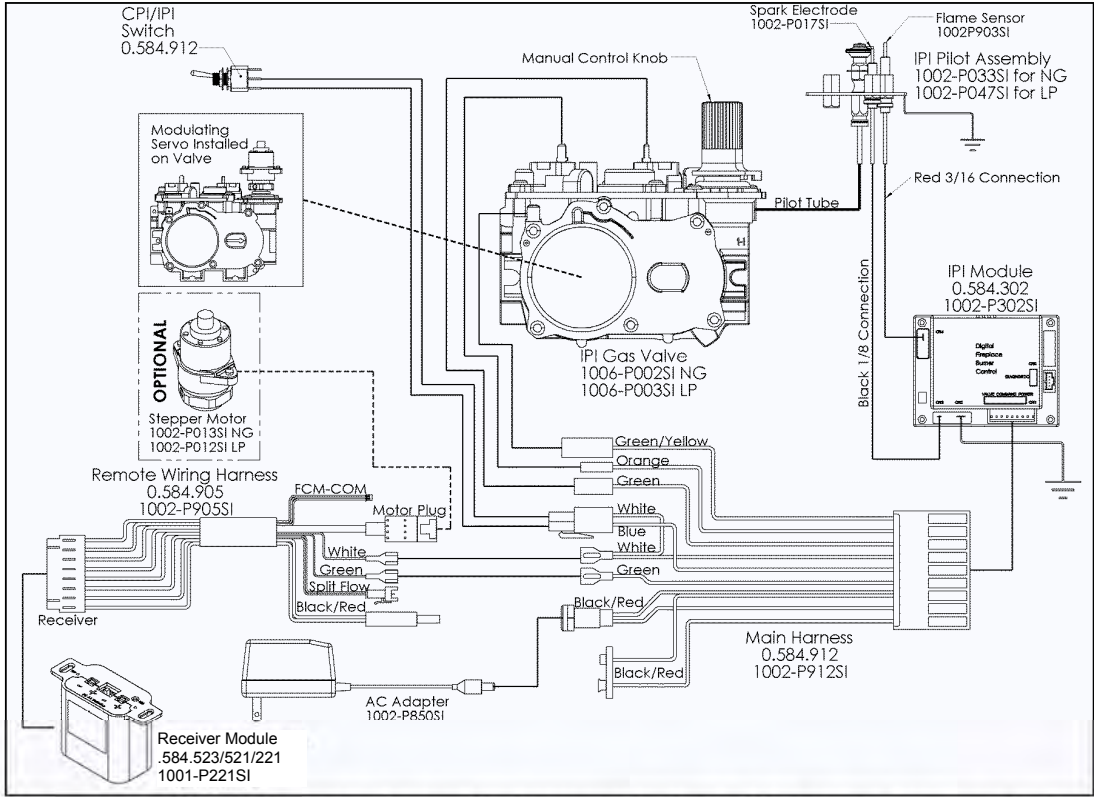 CPI/IPI
Switch
0.584.912
Spark Electrode
1002-P017SI
Flame Sensor
1002P903SI
IPI Pilot Assembly
1002-P033SI for NG
1002-P047SI for LP
Manual Control Knob
Modulating
Servo Installed
on Valve
Pilot Tube
Red 3/16 Connection
Black 1/8 Connection
IPI Module
0.584.302
1002-P302SI
Digital
Fireplace
Burner
Control
DIAGNOSTIC
VALVE COMMAND POWER
IPI Gas Valve
1006-P002SI NG
1006-P003SI LP
OPTIONAL
Stepper Motor
1002-P013SI NG
1002-P012SI LP
Remote Wiring Harness
0.584.905
1002-P905SI
FCM-COM
Motor Plug
Green/Yellow
Orange
Green
White
Blue
White
White
Green
Green
Split Flow
Black/Red
Black/Red
Black/Red
Receiver
Main Harness
0.584.912
1002-P912SI
AC Adapter
1002-P850SI
Receiver Module
.584.523/521/221
1001-P221SI